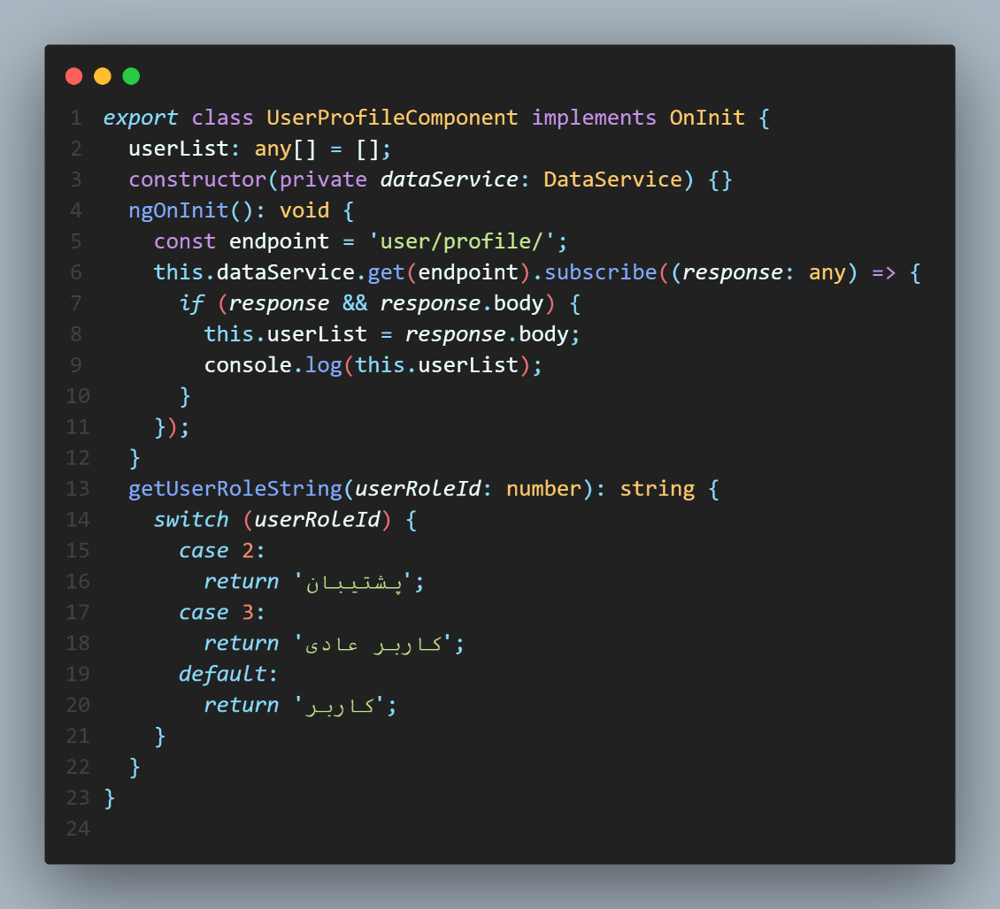 1 export class UserProfileComponent implements OnInit {
2   userList: any[] = [];
3   constructor(private dataService: DataService) {}
4   ngOnInit(): void {
5     const endpoint = 'user/profile/';
6     this.dataService.get(endpoint).subscribe((response: any) => {
7       if (response && response.body) {
8         this.userList = response.body;
9         console.log(this.userList);
10       }
11     });
12   }
13   getUserRoleString(userRoleId: number): string {
14     switch (userRoleId) {
15       case 2:
16         return 'پشتیبان';
17       case 3:
18         return 'کاربر عادی';
19       default:
20         return 'کاربر';
21     }
22   }
23 }
24